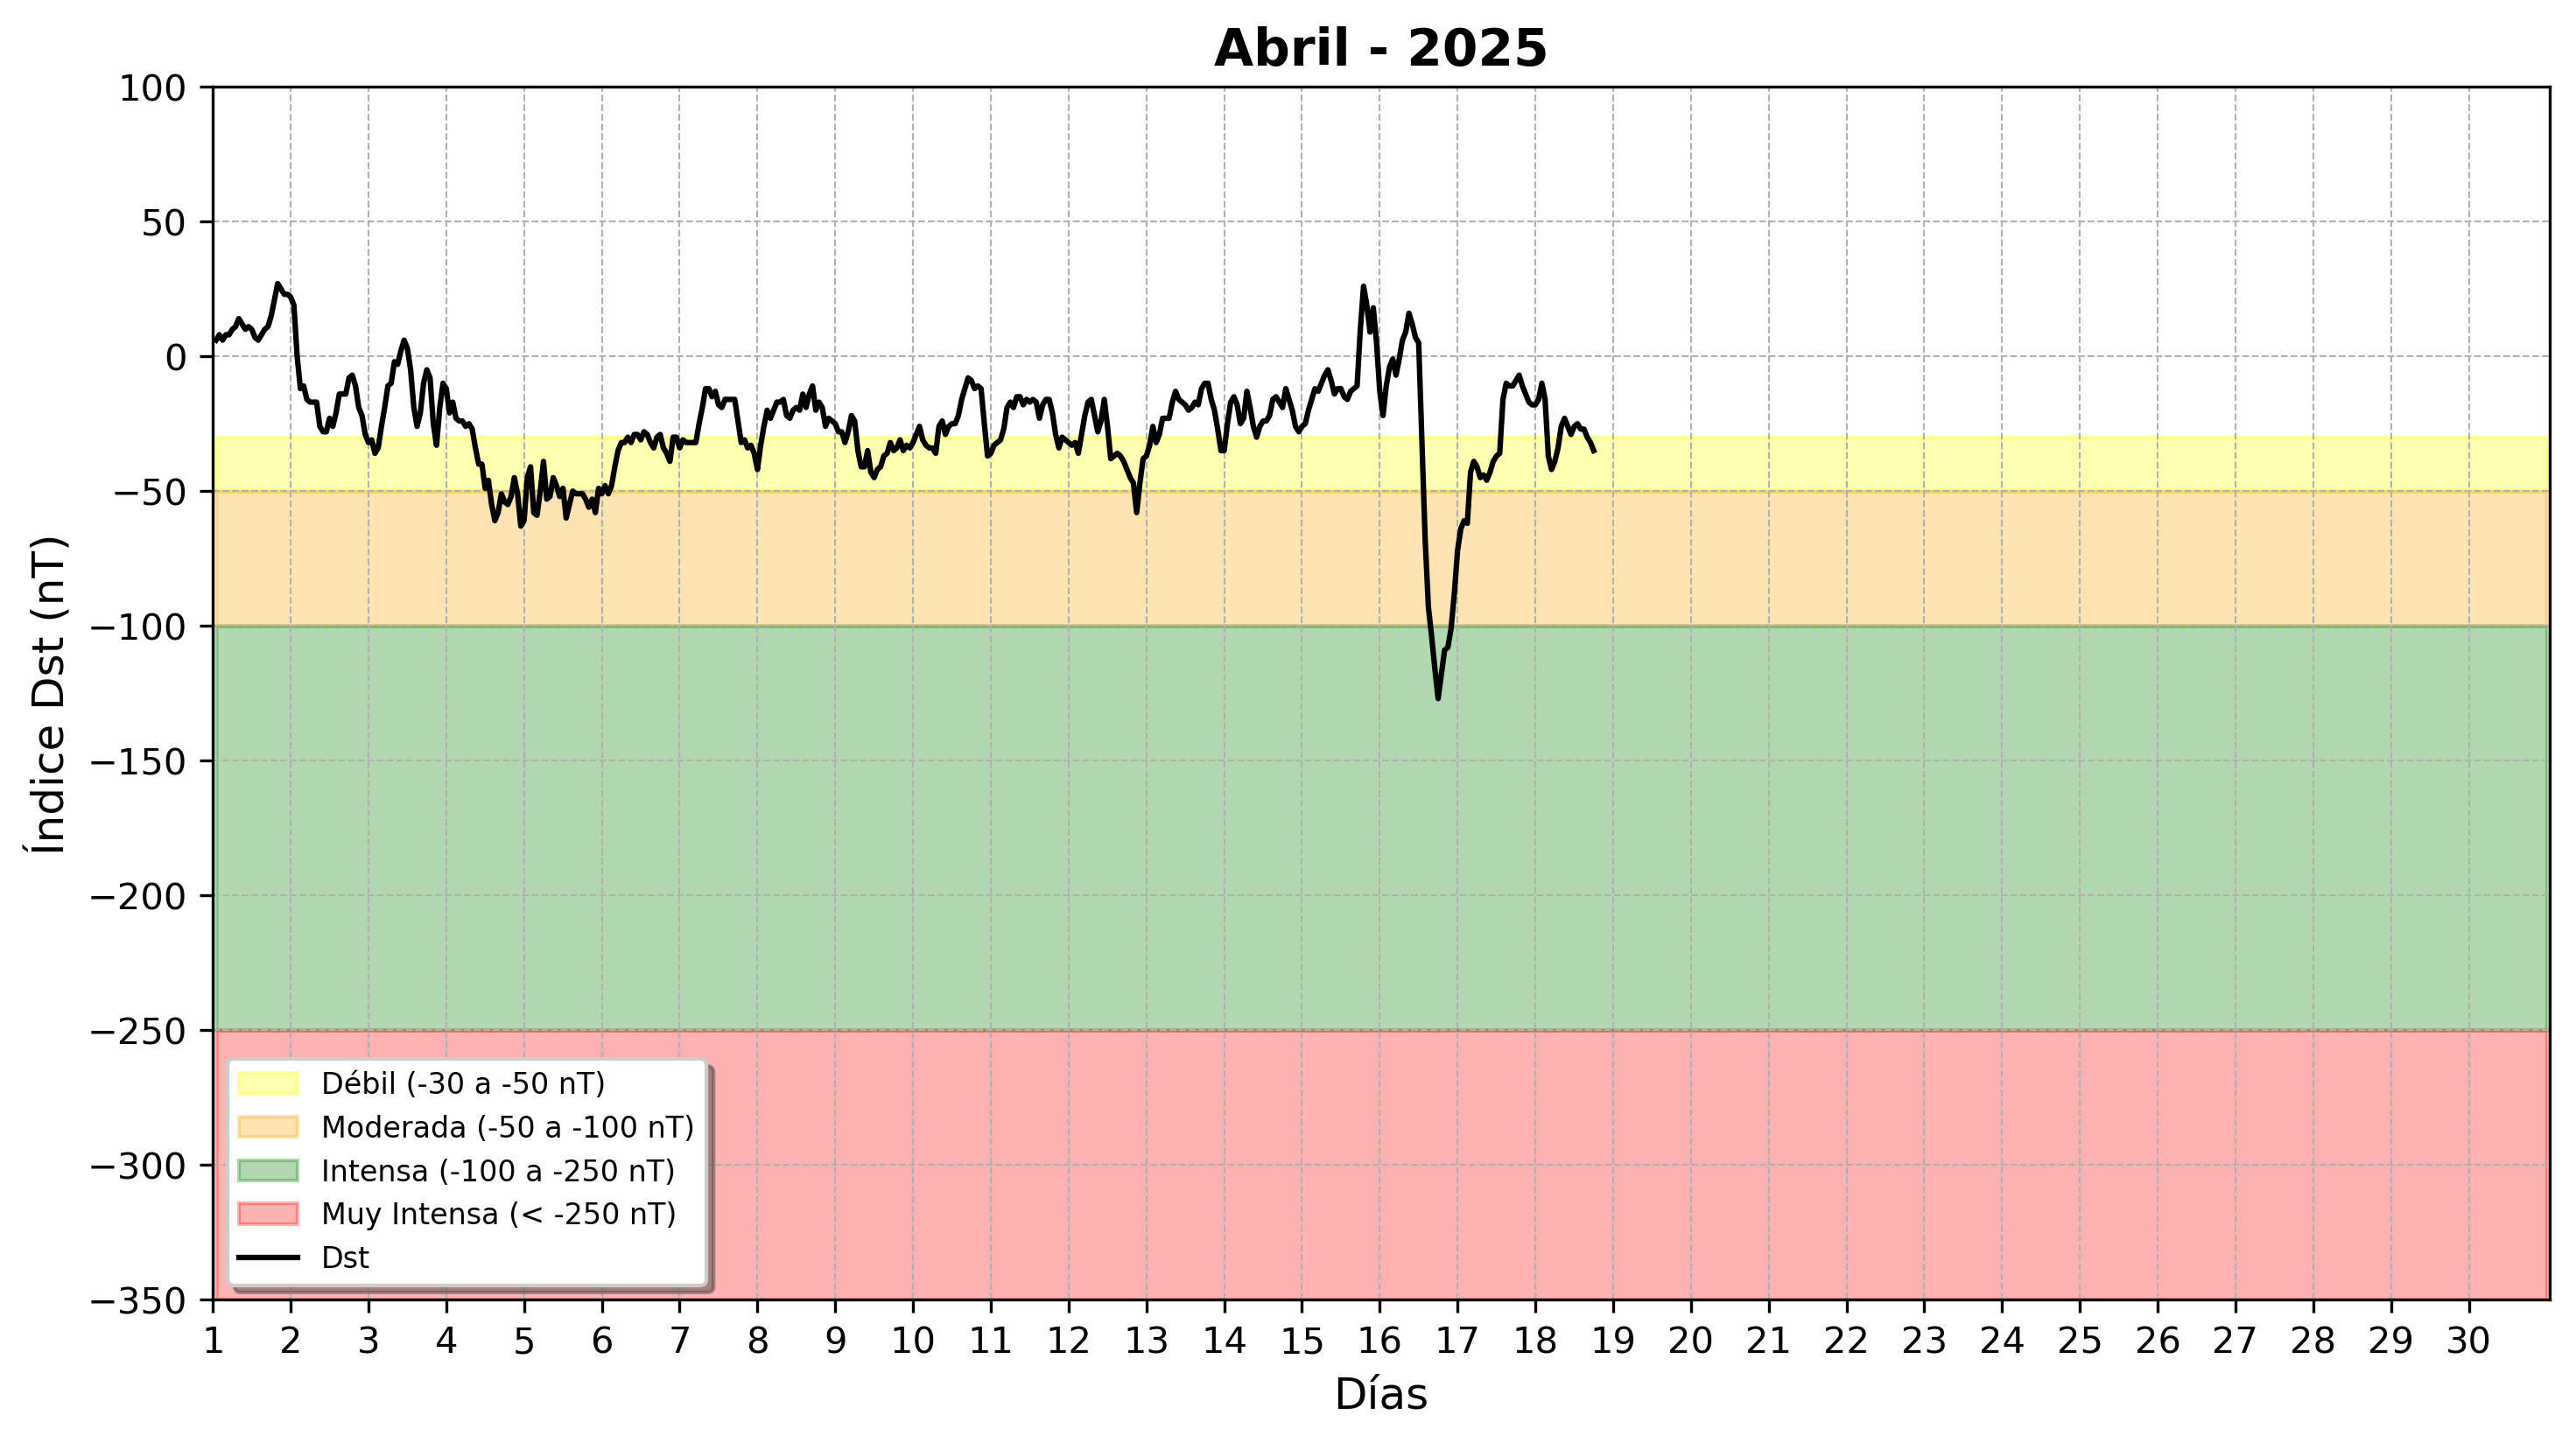 Abril - 2025
100
50
0
−50
−100
−150
−200
−250
−300
−350
Índice Dst (nT)
Débil (-30 a -50 nT)
Moderada (-50 a -100 nT)
Intensa (-100 a -250 nT)
Muy Intensa (< -250 nT)
Dst
1 2 3 4 5 6 7 8 9 10 11 12 13 14 15 16 17 18 19 20 21 22 23 24 25 26 27 28 29 30
Días